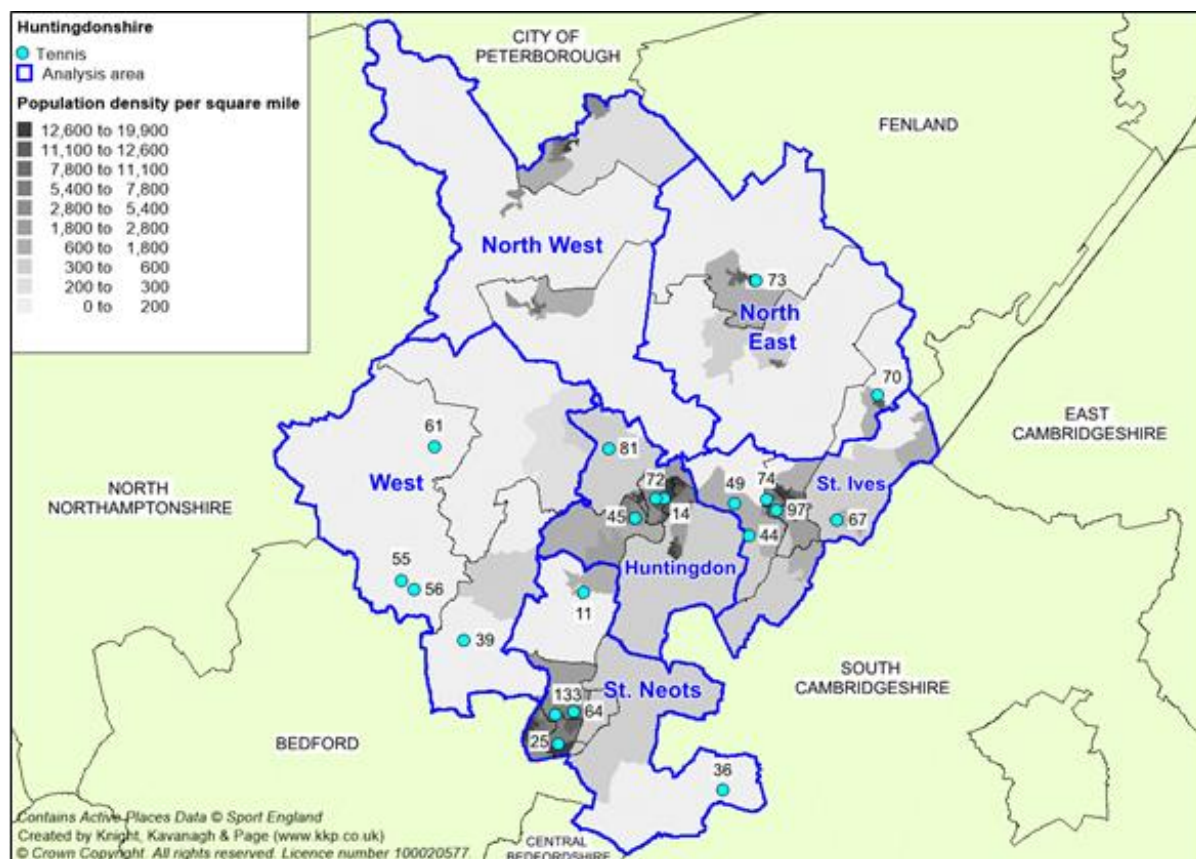 Huntingdonshire
Tennis
Analysis area
Population density per square mile
12,600 to 19,900
11,100 to 12,600
7,800 to 11,100
5,400 to 7,800
2,800 to 5,400
1,800 to 2,800
600 to 1,800
300 to 600
200 to 300
0 to 200
CITY OF
PETERBOROUGH
FENLAND
North West
73
North
East
70
EAST
CAMBRIDGESHIRE
61
81
West
72
49
74
St. Ives
NORTH
NORTHAMPTONSHIRE
45
14
97
67
44
Huntingdon
55
56
11
39
SOUTH
CAMBRIDGESHIRE
St. Neots
133
64
BEDFORD
25
36
Contains Active Places Data © Sport England
Created by Knight, Kavanagh & Page (www.kkp.co.uk)
© Crown Copyright. All rights reserved. Licence number 100020577.
CENTRAL
BEDFORDSHIRE